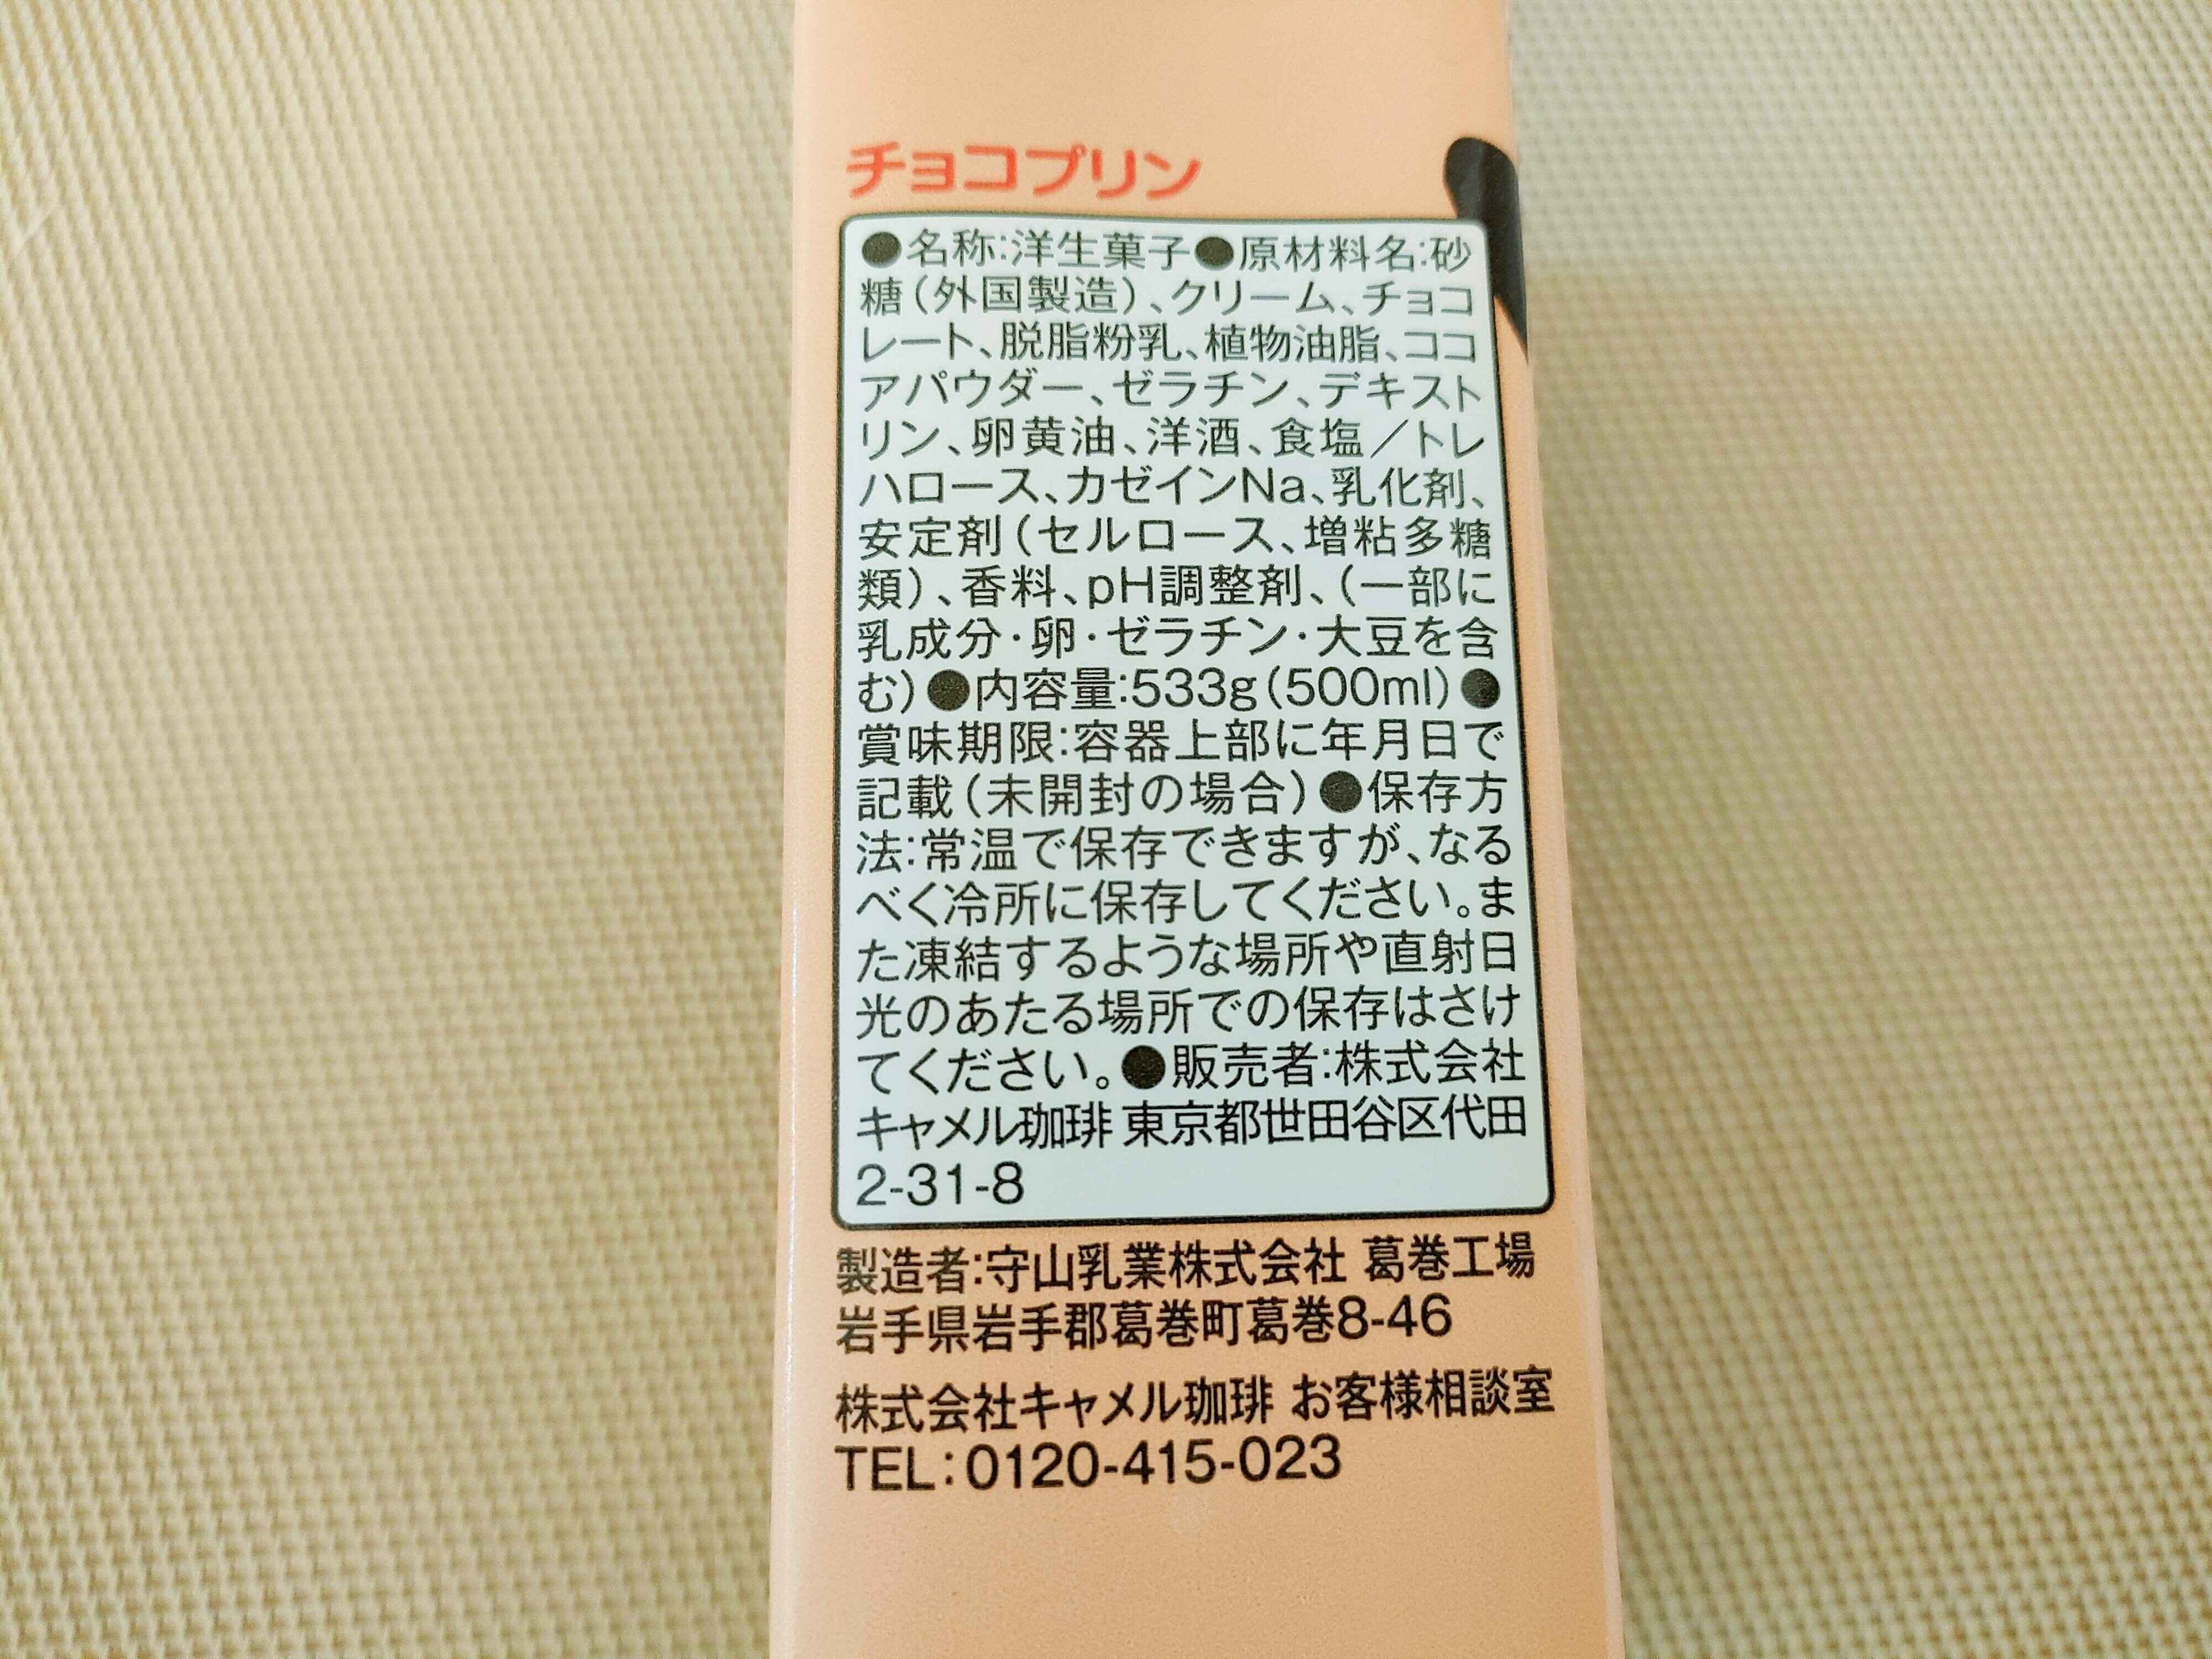 チョコプリン
●名称:洋生菓子●原材料名:砂
糖(外国製造)、クリーム、チョコ
レート、脱脂粉乳、植物油脂、ココ
アパウダー、ゼラチン、デキスト
リン、卵黄油、洋酒、食塩／トレ
ハロース、カゼインNa、乳化剤、
安定剤(セルロース、増粘多糖
類)、香料、pH調整剤、(一部に
乳成分・卵・ゼラチン・大豆を含
む)●内容量:533g(500ml)●
賞味期限:容器上部に年月日で
記載(未開封の場合)●保存方
法:常温で保存できますが、なる
べく冷所に保存してください。ま
た凍結するような場所や直射日
光のあたる場所での保存はさけ
てください。●販売者:株式会社
キャメル珈琲 東京都世田谷区代田
2-31-8
製造者:守山乳業株式会社 葛巻工場
岩手県岩手郡葛巻町葛巻8-46
株式会社キャメル珈琲 お客様相談室
TEL:0120-415-023